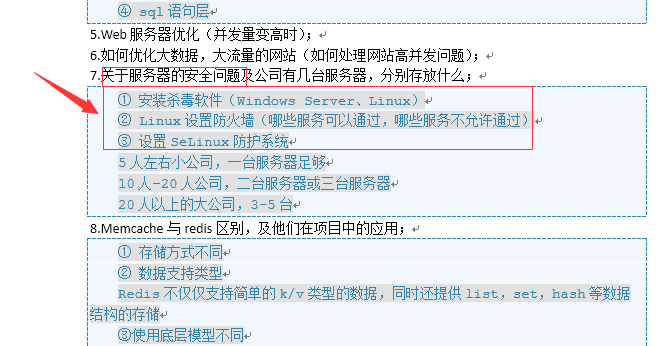 ④ sql 语句层
5.Web 服务器优化（并发量变高时）；
6.如何优化大数据，大流量的网站（如何处理网站高并发问题）；
7.关于服务器的安全问题及公司有几台服务器，分别存放什么；
① 安装杀毒软件（Windows Server、Linux）
② Linux 设置防火墙（哪些服务可以通过，哪些服务不允许通过）
③ 设置 SeLinux 防护系统
5 人左右小公司，一台服务器足够
10 人-20 人公司，二台服务器或三台服务器
20 人以上的大公司，3-5 台
8.Memcache 与 redis 区别，及他们在项目中的应用；
① 存储方式不同
② 数据支持类型
Redis 不仅仅支持简单的 k/v 类型的数据，同时还提供 list，set，hash 等数
据结构的存储
③使用底层模型不同